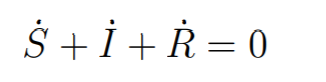 Ṡ + İ + Ṙ = 0